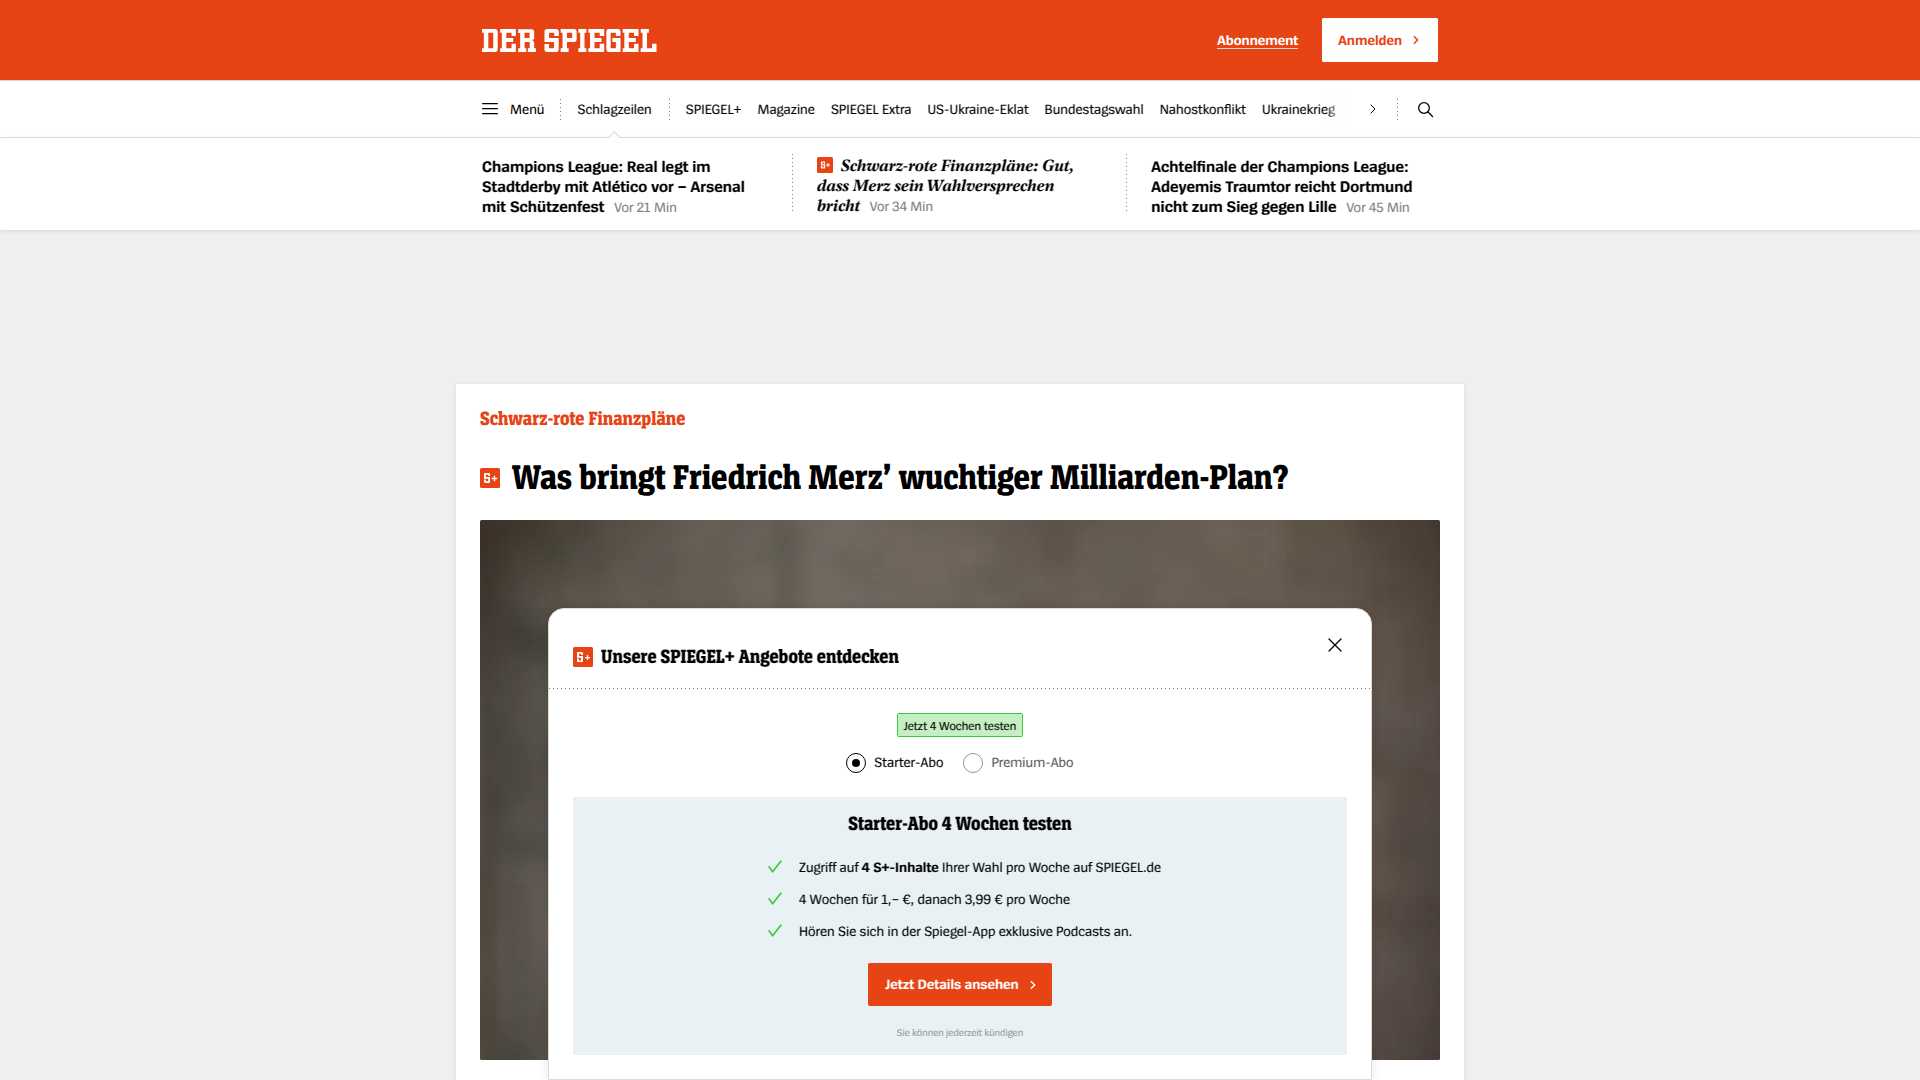 DER SPIEGEL
Abonnement
Anmelden
Menü
Schlagzeilen
SPIEGEL+
Magazine
SPIEGEL Extra
US-Ukraine-Eklat
Bundestagswahl
Nahostkonflikt
Ukrainekrieg
Champions League: Real legt im
Stadtderby mit Atlético vor – Arsenal
mit Schützenfest Vor 21 Min
S+ Schwarz-rote Finanzpläne: Gut,
dass Merz sein Wahlversprechen
bricht Vor 34 Min
Achtelfinale der Champions League:
Adeyemis Traumtor reicht Dortmund
nicht zum Sieg gegen Lille Vor 45 Min
Schwarz-rote Finanzpläne
S+ Was bringt Friedrich Merz’ wuchtiger Milliarden-Plan?
S+ Unsere SPIEGEL+ Angebote entdecken
Jetzt 4 Wochen testen
Starter-Abo
Premium-Abo
Starter-Abo 4 Wochen testen
Zugriff auf 4 S+-Inhalte Ihrer Wahl pro Woche auf SPIEGEL.de
4 Wochen für 1,– €, danach 3,99 € pro Woche
Hören Sie sich in der Spiegel-App exklusive Podcasts an.
Jetzt Details ansehen
Sie können jederzeit kündigen